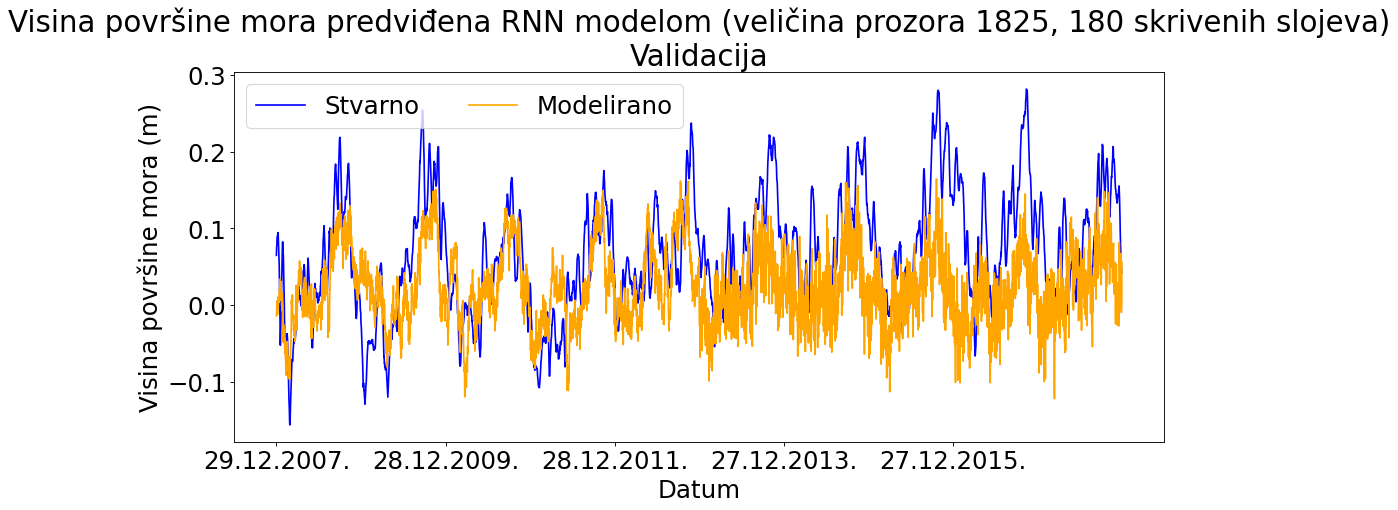 Visina površine mora predviđena RNN modelom (veličina prozora 1825, 180 skrivenih slojeva)
Validacija
Stvarno Modelirano
Visina površine mora (m)
0.3
0.2
0.1
0.0
−0.1
29.12.2007. 28.12.2009. 28.12.2011. 27.12.2013. 27.12.2015.
Datum